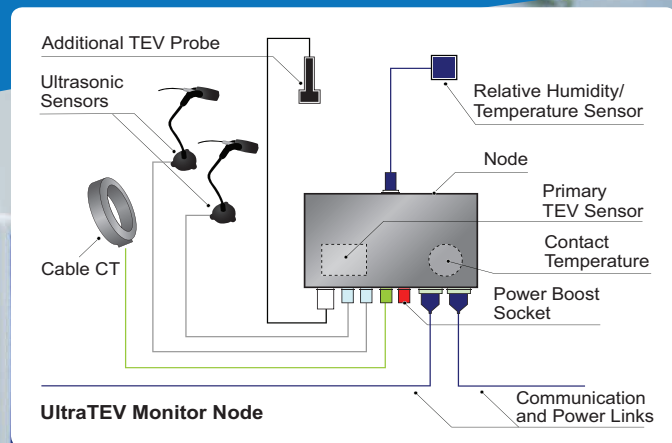 Additional TEV Probe
Ultrasonic
Sensors
Relative Humidity/
Temperature Sensor
Node
Primary
TEV Sensor
Contact
Temperature
Cable CT
Power Boost
Socket
Communication
and Power Links
UltraTEV Monitor Node